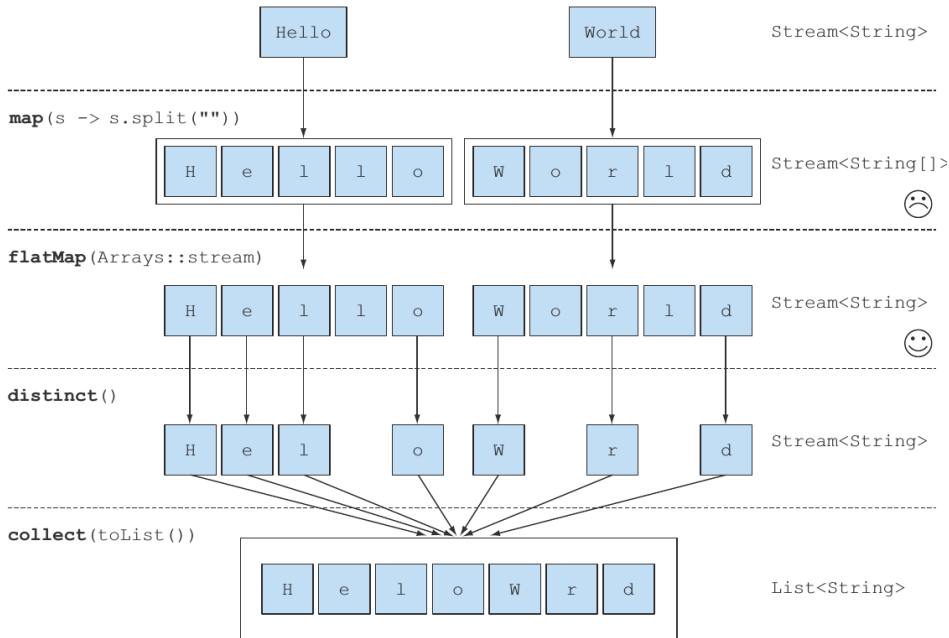 Hello World Stream<String>
map(s -> s.split(""))
H e l l o W o r l d Stream<String[]>
flatMap(Arrays::stream)
H e l l o W o r l d Stream<String>
distinct()
H e l o W r d Stream<String>
collect(toList())
H e l o W r d List<String>